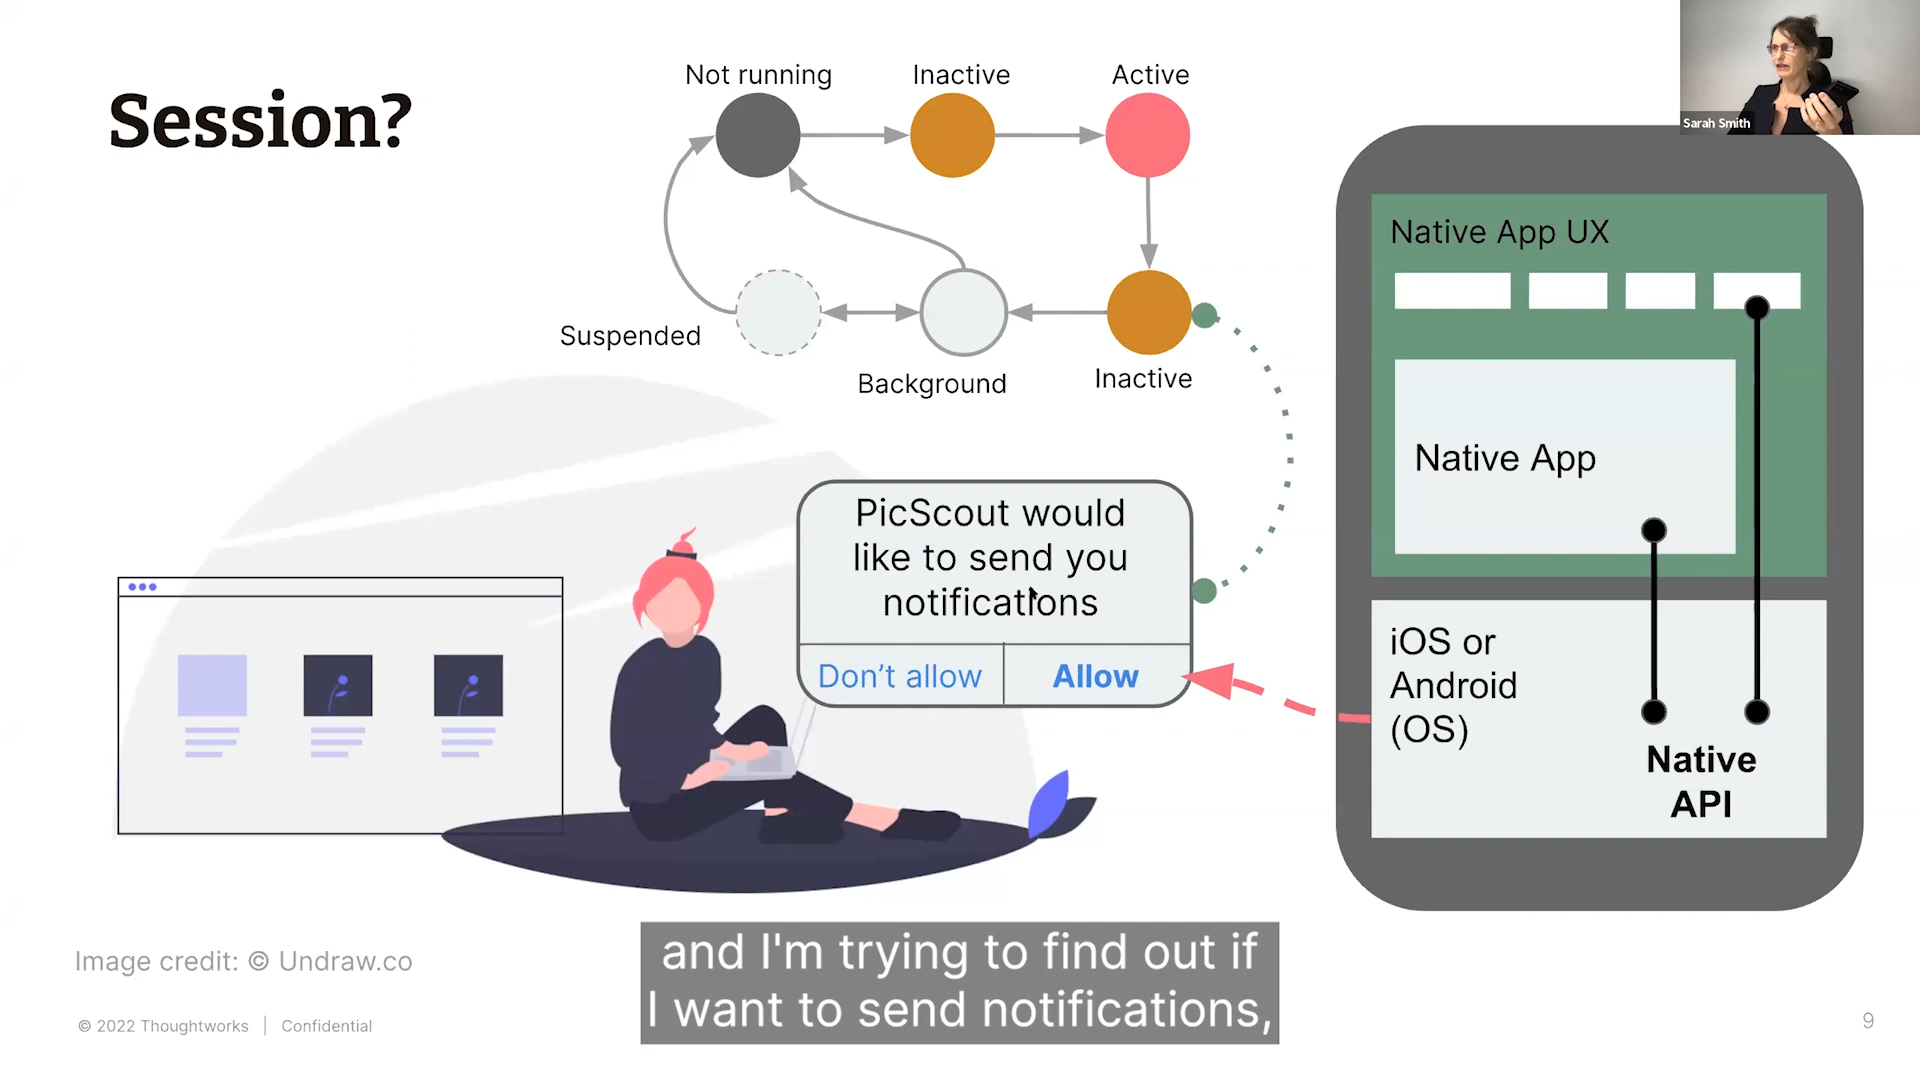 Session?
Not running
Inactive
Active
Suspended
Background
Inactive
Sarah Smith
Native App UX
Native App
iOS or
Android
(OS)
Native
API
PicScout would
like to send you
notifications
Don't allow
Allow
and I'm trying to find out if
I want to send notifications,
Image credit: © Undraw.co
© 2022 Thoughtworks | Confidential
9